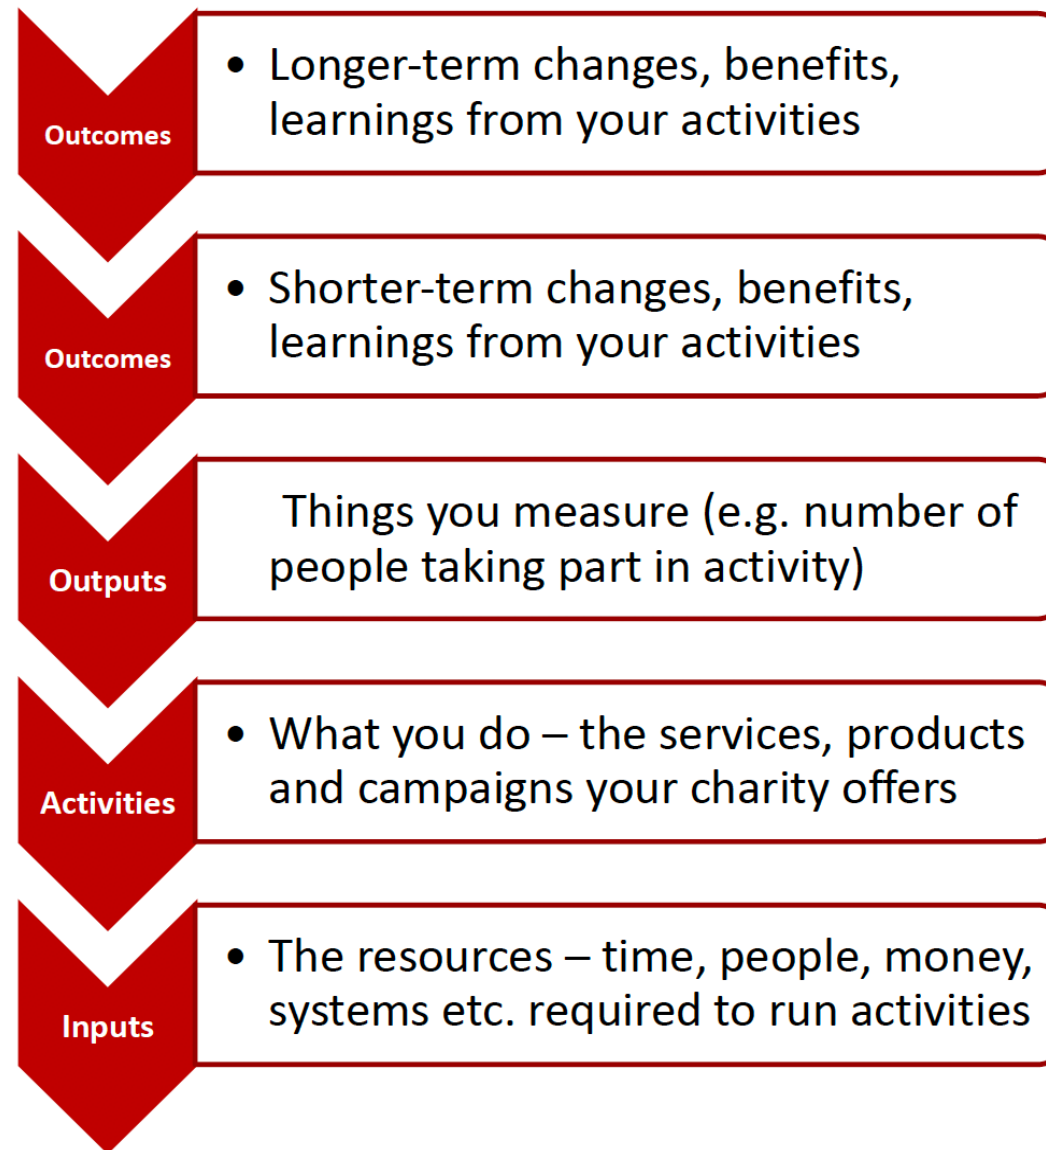 Outcomes
• Longer-term changes, benefits,
learnings from your activities
Outcomes
• Shorter-term changes, benefits,
learnings from your activities
Outputs
Things you measure (e.g. number of
people taking part in activity)
Activities
• What you do – the services, products
and campaigns your charity offers
Inputs
• The resources – time, people, money,
systems etc. required to run activities